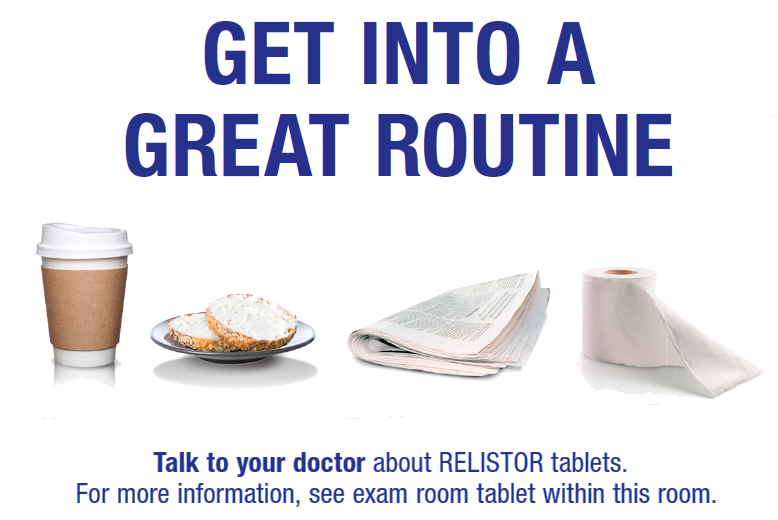 GET INTO A
GREAT ROUTINE
Talk to your doctor about RELISTOR tablets.
For more information, see exam room tablet within this room.